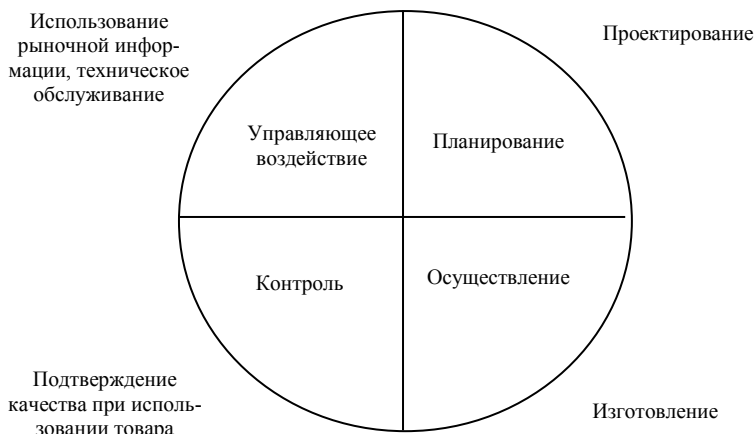 Использование
рыночной инфор-
мации, техническое
обслуживание
Проектирование
Управляющее
воздействие
Планирование
Контроль
Осуществление
Подтверждение
качества при исполь-
зовании товара
Изготовление